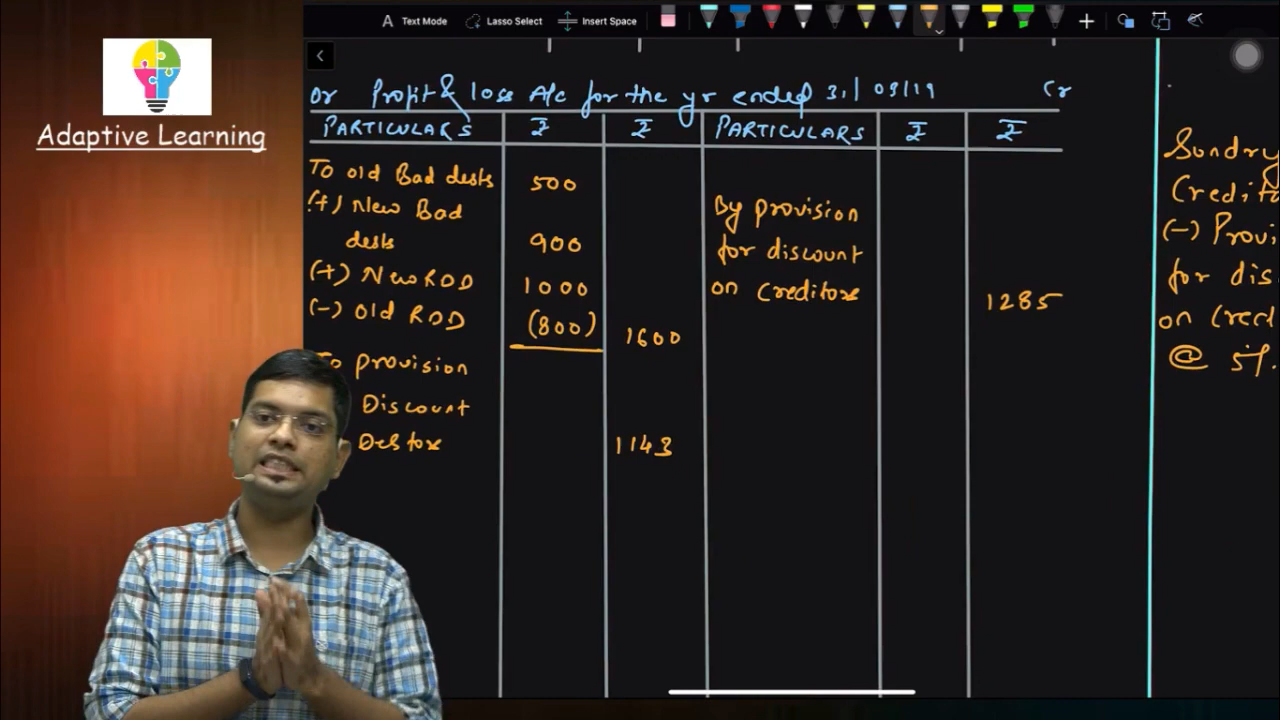 Text Mode
Lasso Select
Insert Space
Adaptive Learning
Dr Profit & loss A/c for the yr ended 31/03/19 Cr
PARTICULARS ₹ ₹ PARTICULARS ₹ ₹
To old Bad debts 500
(+) New Bad
debts 900
(+) New RDD 1000
(-) Old RDD (800) 1600
To provision
Discount
Debtors 1143
By provision
for discount
on creditors 1285
Sundry
Credito
(-) Provi
for dis
on Cred
@ 5%.